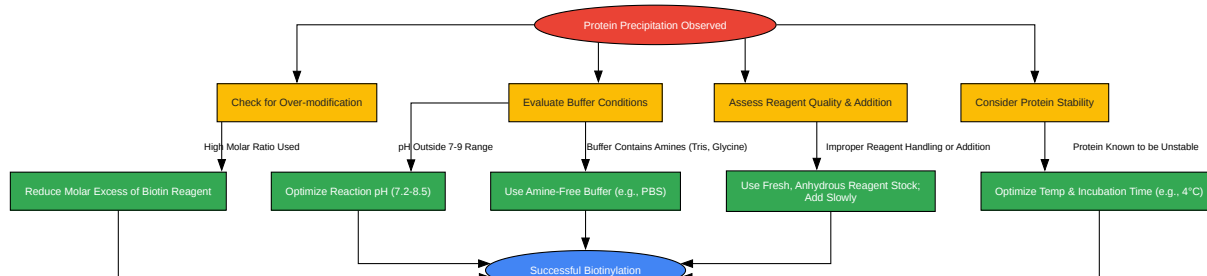 Protein Precipitation Observed
Check for Over-modification
Evaluate Buffer Conditions
Assess Reagent Quality & Addition
Consider Protein Stability
High Molar Ratio Used
pH Outside 7-9 Range
Buffer Contains Amines (Tris, Glycine)
Improper Reagent Handling or Addition
Protein Known to be Unstable
Reduce Molar Excess of Biotin Reagent
Optimize Reaction pH (7.2-8.5)
Use Amine-Free Buffer (e.g., PBS)
Use Fresh, Anhydrous Reagent Stock;
Add Slowly
Optimize Temp & Incubation Time (e.g., 4°C)
Successful Biotinylation